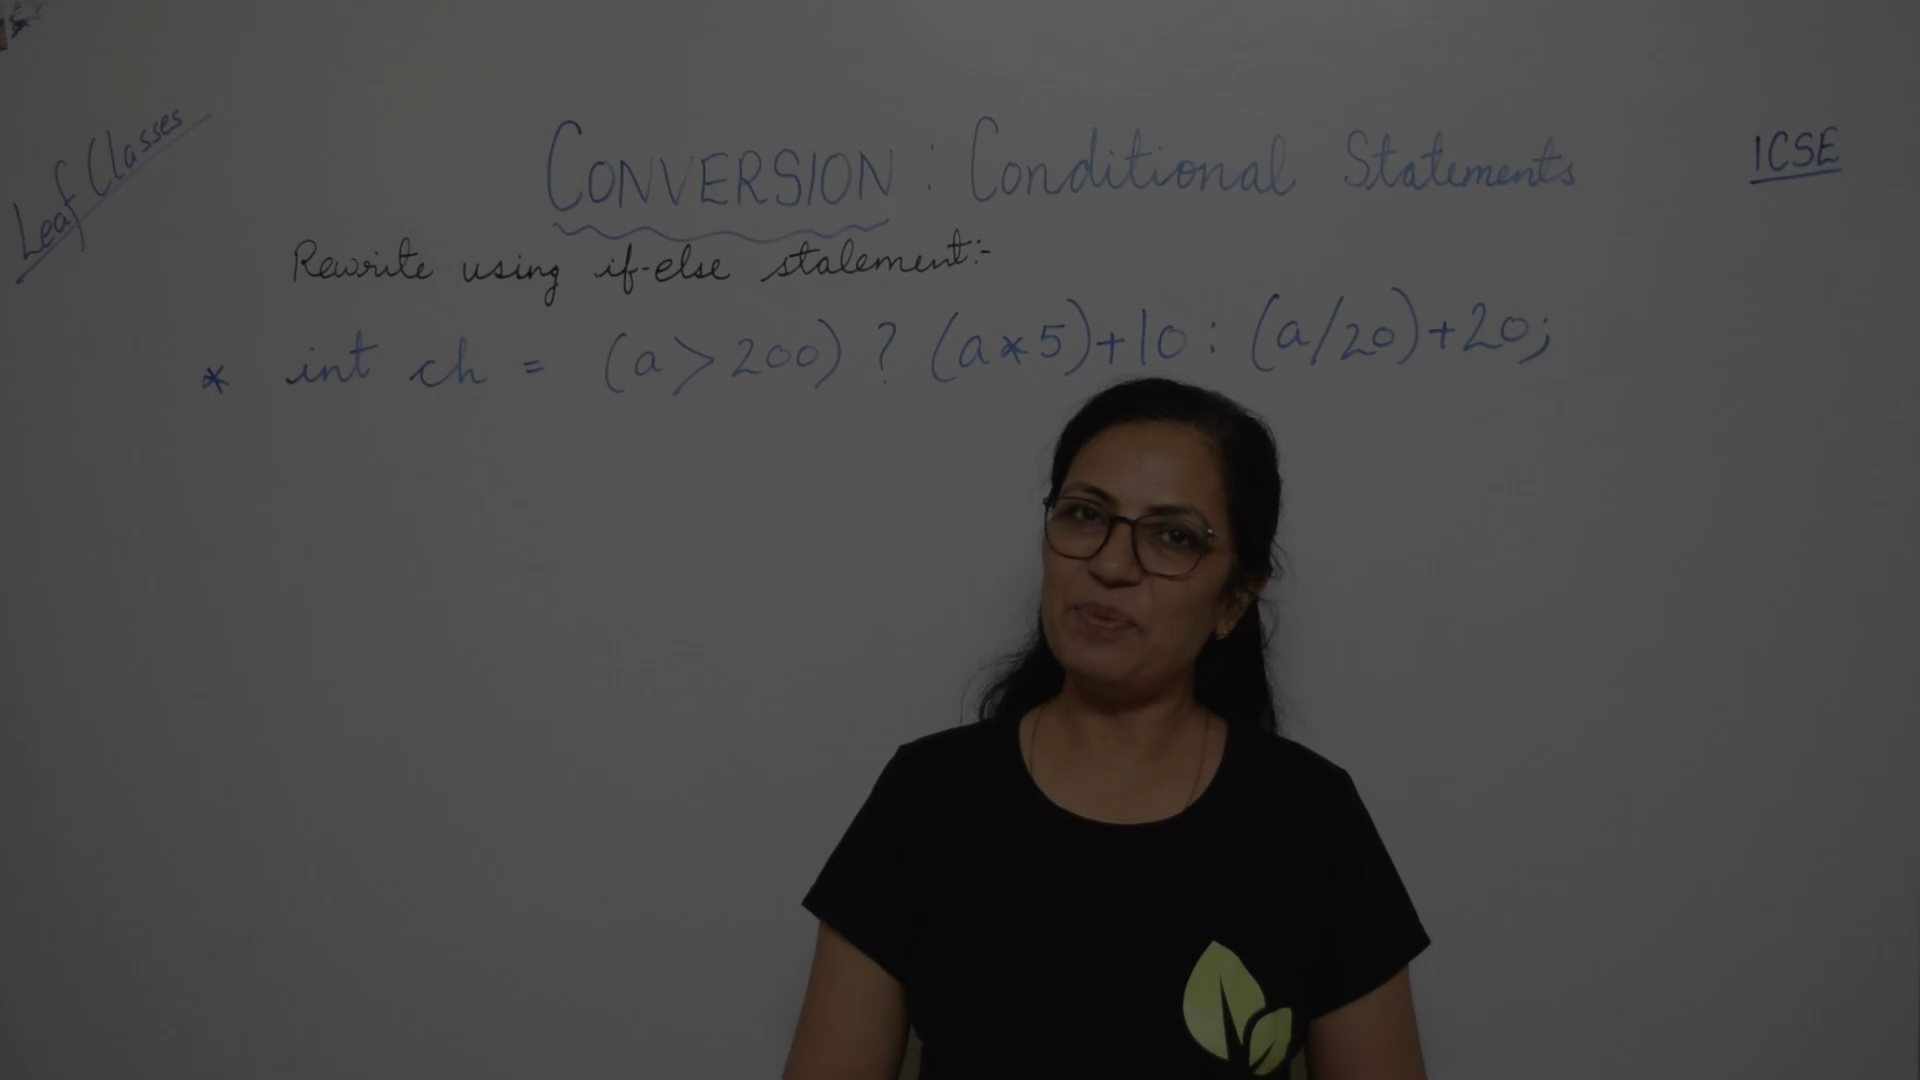 Leaf Classes
CONVERSION : Conditional Statements
ICSE
Rewrite using if-else statement:-
* int ch = (a > 200) ? (a * 5) + 10 : (a / 20) + 20;